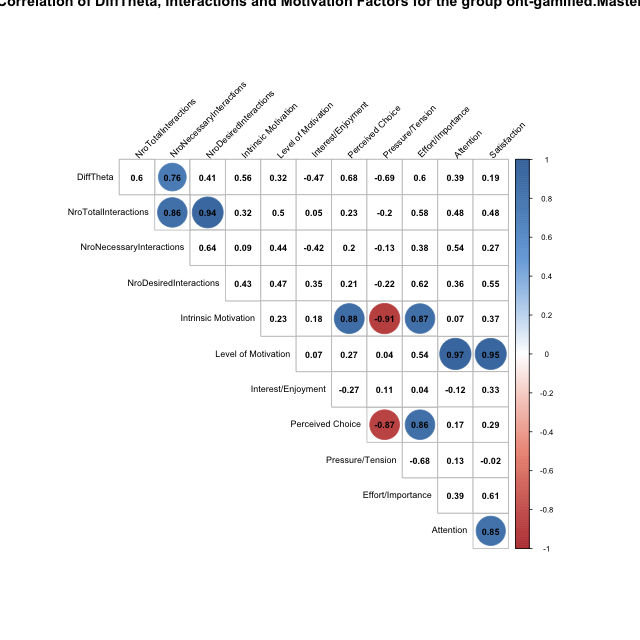 Correlation of DiffTheta, Interactions and Motivation Factors for the group ont-gamified.Master
NroTotalInteractions
NroNecessaryInteractions
NroDesiredInteractions
Intrinsic Motivation
Level of Motivation
Interest/Enjoyment
Perceived Choice
Pressure/Tension
Effort/Importance
Attention
Satisfaction
DiffTheta 0.6 0.76 0.41 0.56 0.32 -0.47 0.68 -0.69 0.6 0.39 0.19
NroTotalInteractions 0.86 0.94 0.32 0.5 0.05 0.23 -0.2 0.58 0.48 0.48
NroNecessaryInteractions 0.64 0.09 0.44 -0.42 0.2 -0.13 0.38 0.54 0.27
NroDesiredInteractions 0.43 0.47 0.35 0.21 -0.22 0.62 0.36 0.55
Intrinsic Motivation 0.23 0.18 0.88 -0.91 0.87 0.07 0.37
Level of Motivation 0.07 0.27 0.04 0.54 0.97 0.95
Interest/Enjoyment -0.27 0.11 0.04 -0.12 0.33
Perceived Choice -0.87 0.86 0.17 0.29
Pressure/Tension -0.68 0.13 -0.02
Effort/Importance 0.39 0.61
Attention 0.85
1
0.8
0.6
0.4
0.2
0
-0.2
-0.4
-0.6
-0.8
-1